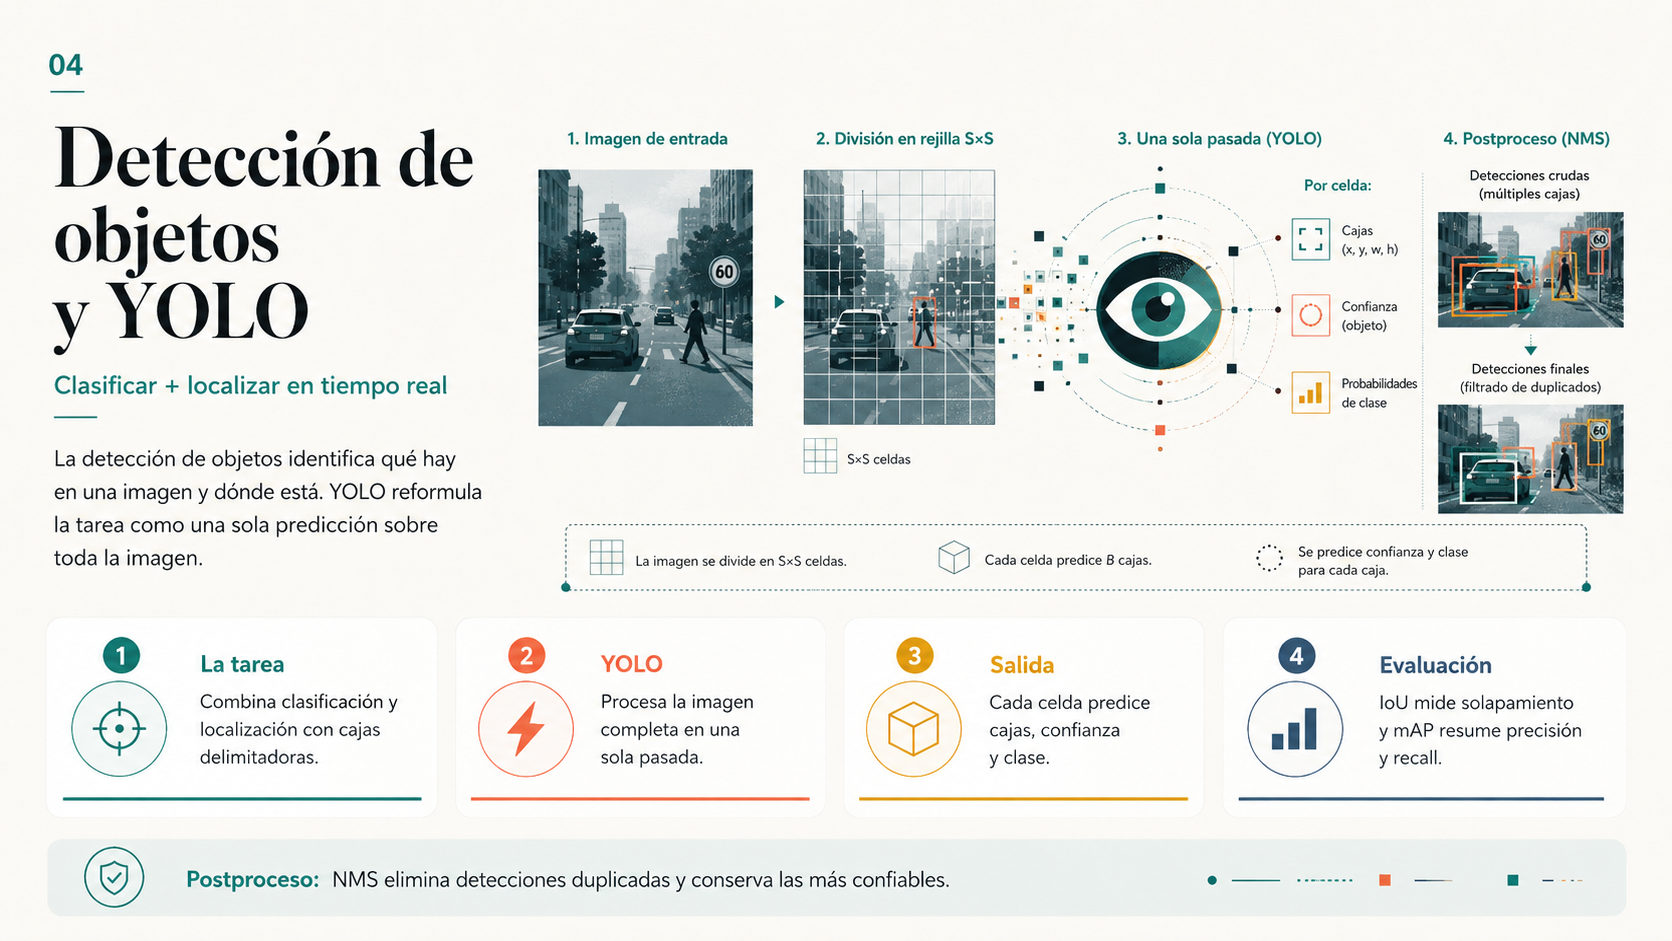 04
Detección de
objetos
y YOLO
Clasificar + localizar en tiempo real
La detección de objetos identifica qué hay
en una imagen y dónde está. YOLO reformula
la tarea como una sola predicción sobre
toda la imagen.
1. Imagen de entrada
60
2. División en rejilla S×S
S×S celdas
3. Una sola pasada (YOLO)
Por celda:
Cajas
(x, y, w, h)
Confianza
(objeto)
Probabilidades
de clase
4. Postproceso (NMS)
Detecciones crudas
(múltiples cajas)
60
Detecciones finales
(filtrado de duplicados)
60
La imagen se divide en S×S celdas.
Cada celda predice B cajas.
Se predice confianza y clase
para cada caja.
1
La tarea
Combina clasificación y
localización con cajas
delimitadoras.
2
YOLO
Procesa la imagen
completa en una
sola pasada.
3
Salida
Cada celda predice
cajas, confianza
y clase.
4
Evaluación
IoU mide solapamiento
y mAP resume precisión
y recall.
Postproceso: NMS elimina detecciones duplicadas y conserva las más confiables.